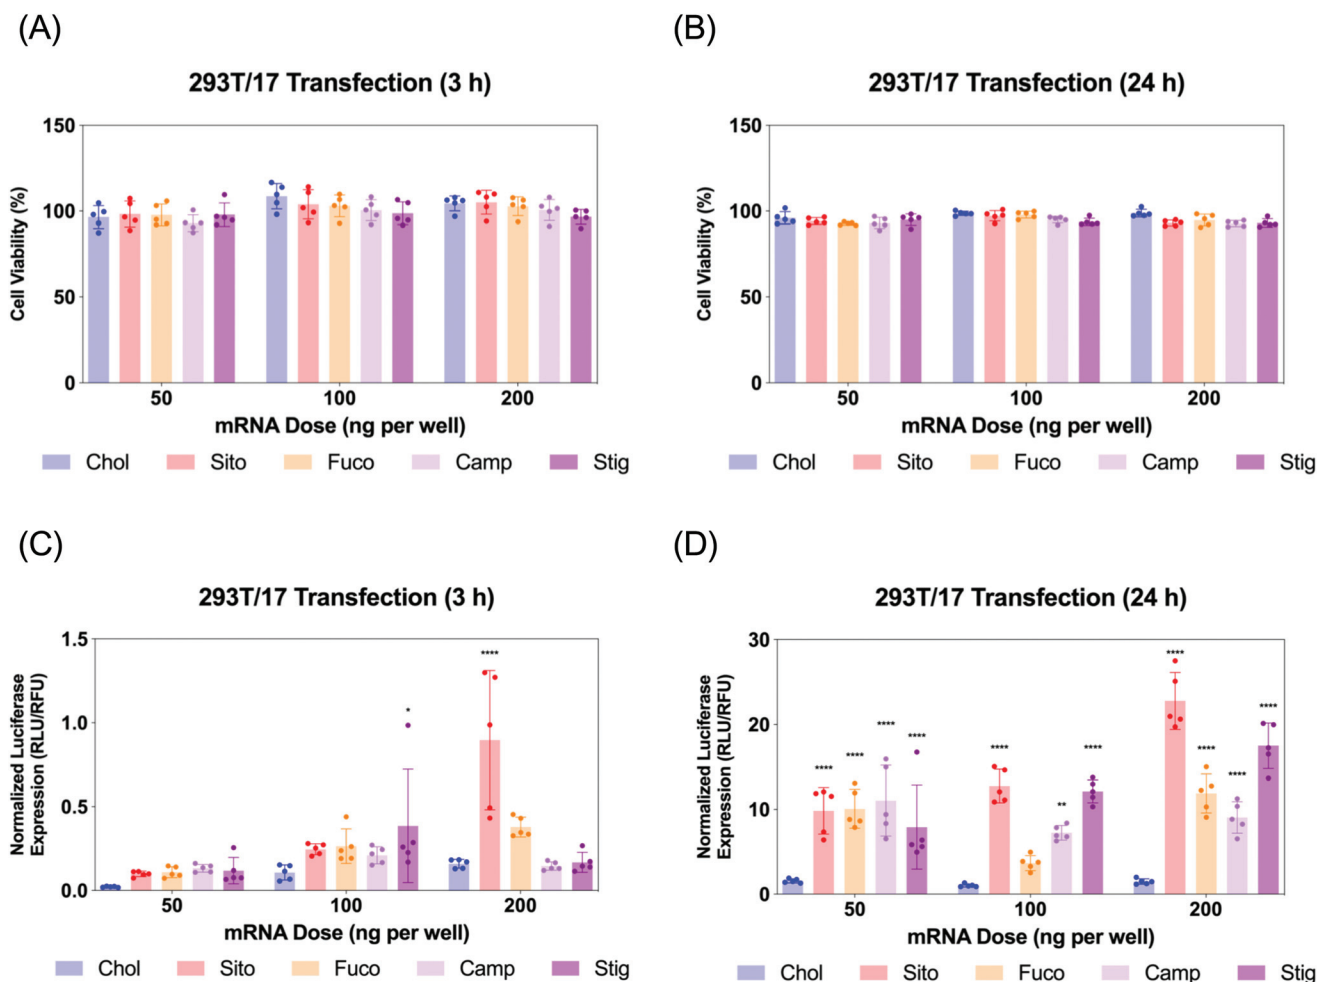 (A)
293T/17 Transfection (3 h)
Cell Viability (%)
150
100
50
0
50 100 200
mRNA Dose (ng per well)
Chol Sito Fuco Camp Stig
(B)
293T/17 Transfection (24 h)
Cell Viability (%)
150
100
50
0
50 100 200
mRNA Dose (ng per well)
Chol Sito Fuco Camp Stig
(C)
293T/17 Transfection (3 h)
Normalized Luciferase
Expression (RLU/RFU)
1.5
1.0
0.5
0.0
* ****
50 100 200
mRNA Dose (ng per well)
Chol Sito Fuco Camp Stig
(D)
293T/17 Transfection (24 h)
Normalized Luciferase
Expression (RLU/RFU)
30
20
10
0
**** **** **** **** **** ** **** **** **** **** ****
50 100 200
mRNA Dose (ng per well)
Chol Sito Fuco Camp Stig